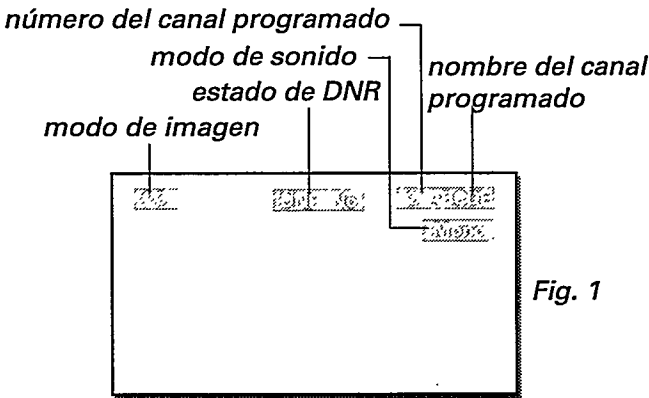 número del canal programado
modo de sonido
nombre del canal
programado
estado de DNR
modo de imagen
Fig. 1